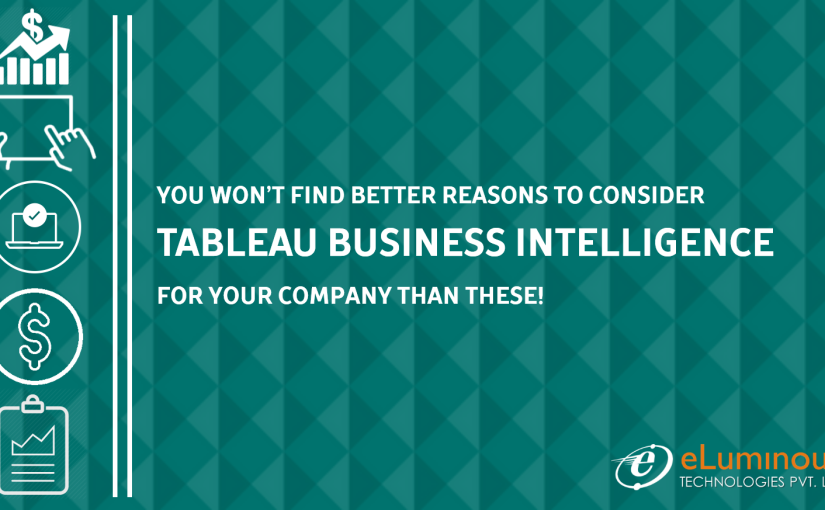 YOU WON'T FIND BETTER REASONS TO CONSIDER
TABLEAU BUSINESS INTELLIGENCE
FOR YOUR COMPANY THAN THESE!
eLuminou
TECHNOLOGIES PVT. L